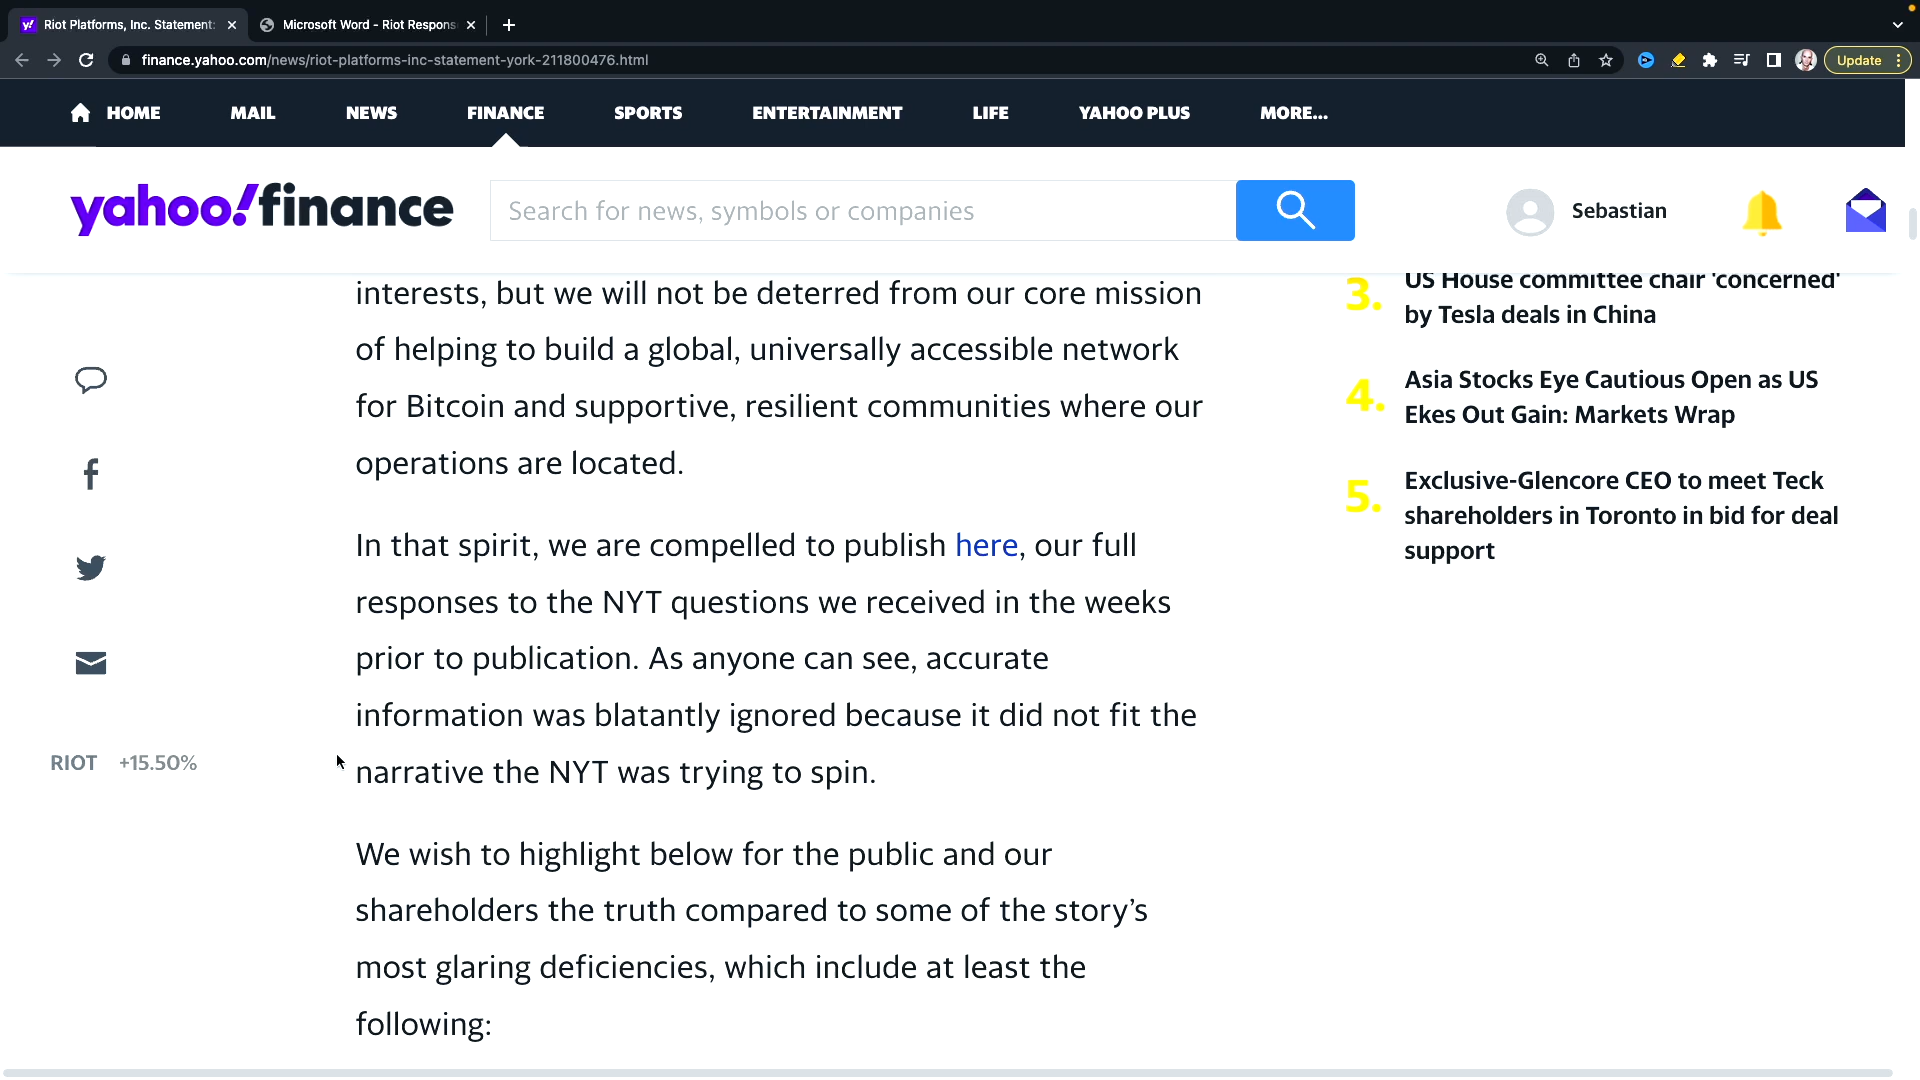 Riot Platforms, Inc. Statement:
Microsoft Word - Riot Respons
finance.yahoo.com/news/riot-platforms-inc-statement-york-211800476.html
Update
HOME
MAIL
NEWS
FINANCE
SPORTS
ENTERTAINMENT
LIFE
YAHOO PLUS
MORE...
yahoo!finance
Search for news, symbols or companies
Sebastian
interests, but we will not be deterred from our core mission
of helping to build a global, universally accessible network
for Bitcoin and supportive, resilient communities where our
operations are located.
In that spirit, we are compelled to publish here, our full
responses to the NYT questions we received in the weeks
prior to publication. As anyone can see, accurate
information was blatantly ignored because it did not fit the
narrative the NYT was trying to spin.
We wish to highlight below for the public and our
shareholders the truth compared to some of the story’s
most glaring deficiencies, which include at least the
following:
RIOT +15.50%
3. US House committee chair 'concerned'
by Tesla deals in China
4. Asia Stocks Eye Cautious Open as US
Ekes Out Gain: Markets Wrap
5. Exclusive-Glencore CEO to meet Teck
shareholders in Toronto in bid for deal
support